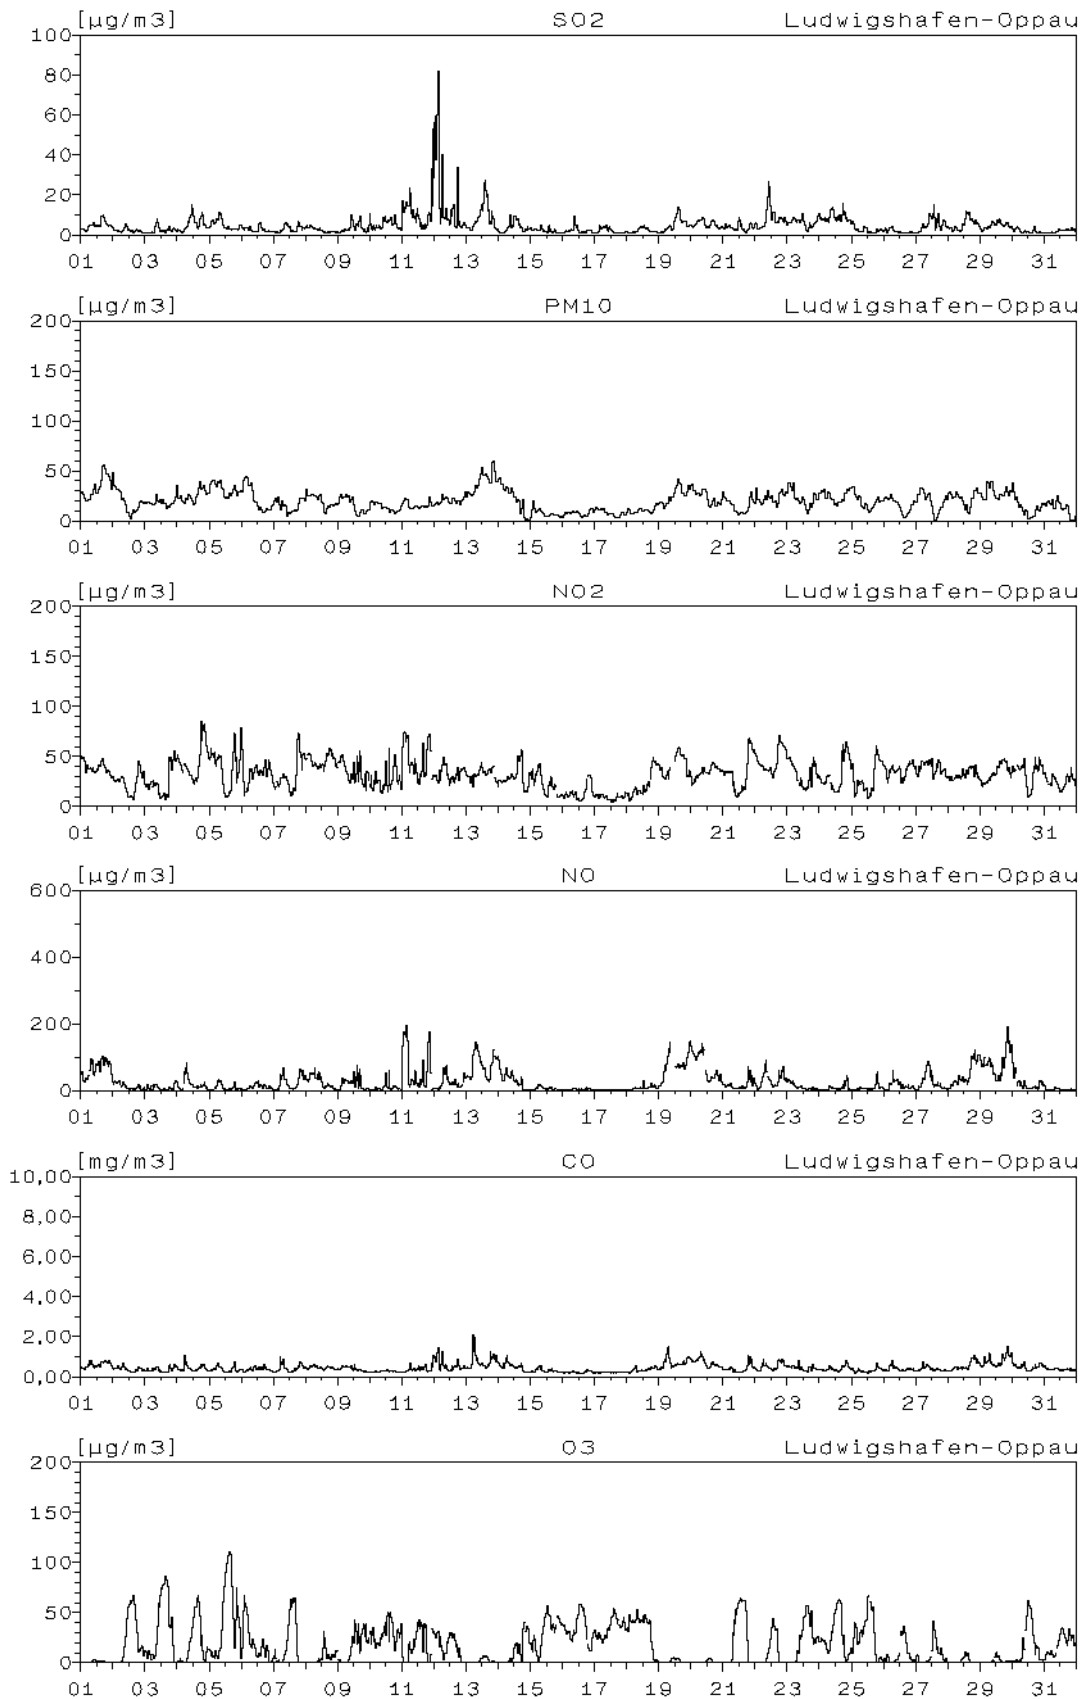 [µg/m3] SO2 Ludwigshafen-Oppau
100
80
60
40
20
0
01 03 05 07 09 11 13 15 17 19 21 23 25 27 29 31
[µg/m3] PM10 Ludwigshafen-Oppau
200
150
100
50
0
01 03 05 07 09 11 13 15 17 19 21 23 25 27 29 31
[µg/m3] NO2 Ludwigshafen-Oppau
200
150
100
50
0
01 03 05 07 09 11 13 15 17 19 21 23 25 27 29 31
[µg/m3] NO Ludwigshafen-Oppau
600
400
200
0
01 03 05 07 09 11 13 15 17 19 21 23 25 27 29 31
[mg/m3] CO Ludwigshafen-Oppau
10,00
8,00
6,00
4,00
2,00
0,00
01 03 05 07 09 11 13 15 17 19 21 23 25 27 29 31
[µg/m3] O3 Ludwigshafen-Oppau
200
150
100
50
0
01 03 05 07 09 11 13 15 17 19 21 23 25 27 29 31